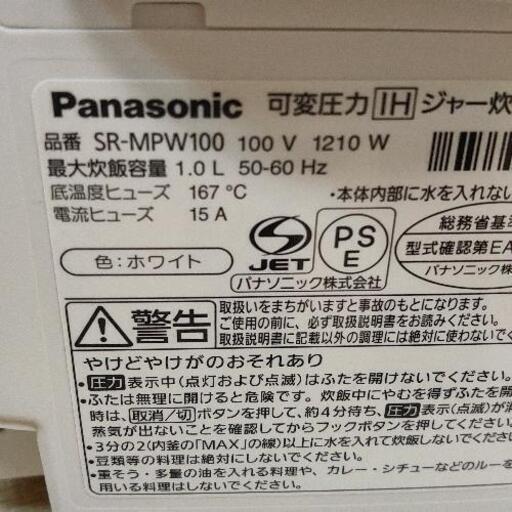 Panasonic 可変圧力 IH ジャー炊
品番 SR-MPW100 100 V 1210 W
最大炊飯容量 1.0 L 50-60 Hz
底温度ヒューズ 167 ℃
・本体内部に水を入れない
電流ヒューズ 15 A
色:ホワイト
JET
PS
E
パナソニック株式会社
総務省基準
型式確認第EA
パナソニック株
警告
取扱いをまちがいますと事故のもとになります。
ご使用の前に、必ず取扱説明書をお読みください。
取扱説明書に記載以外の調理には絶対に使わないで
やけどやけがのおそれあり
・圧力 表示中(点灯および点滅)はふたを開けないでください。
・ふたは無理に開けると危険です。炊飯中にやむを得ずふたを開
時は、取消/切 ボタンを押して、約4分待ち、圧力 表示(点滅)が消
蒸気が出ないことを確認してからフックボタンを押してください。
・3分の2(内釜の「MAX」の線)以上に水を入れて炊飯しないでくだ
・豆類等の料理は絶対にしないでください。
・重そう・多量の油を入れる料理や、カレー・シチューなどのルーを
用いる料理はしないでください。